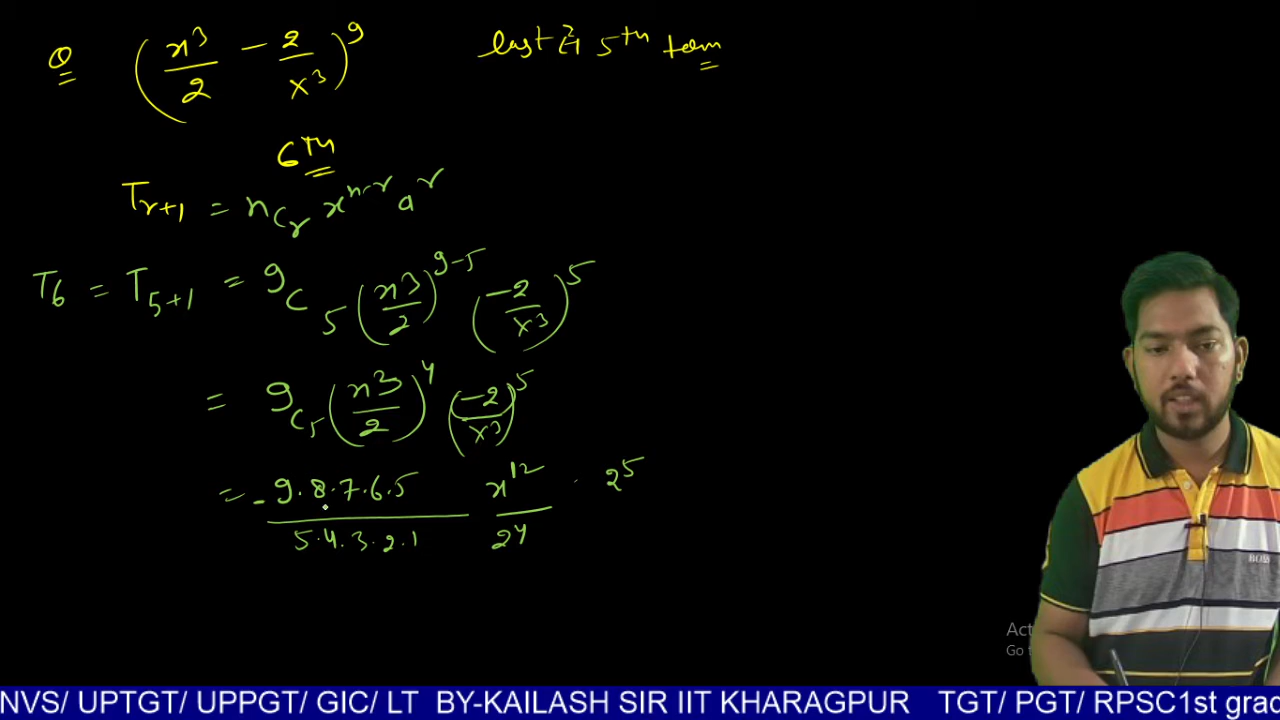 Q (x³/2 - 2/x³)⁹ last से 5th term
6th
Tr+1 = nCr xⁿ⁻ʳ aʳ
T6 = T5+1 = 9C5 (x³/2)⁹⁻⁵ (-2/x³)⁵
= 9C5 (x³/2)⁴ (-2/x³)⁵
= - 9.8.7.6.5 / 5.4.3.2.1 x¹²/2⁴ . 2⁵
Act
Go t
NVS/ UPTGT/ UPPGT/ GIC/ LT BY-KAILASH SIR IIT KHARAGPUR TGT/ PGT/ RPSC1st grad